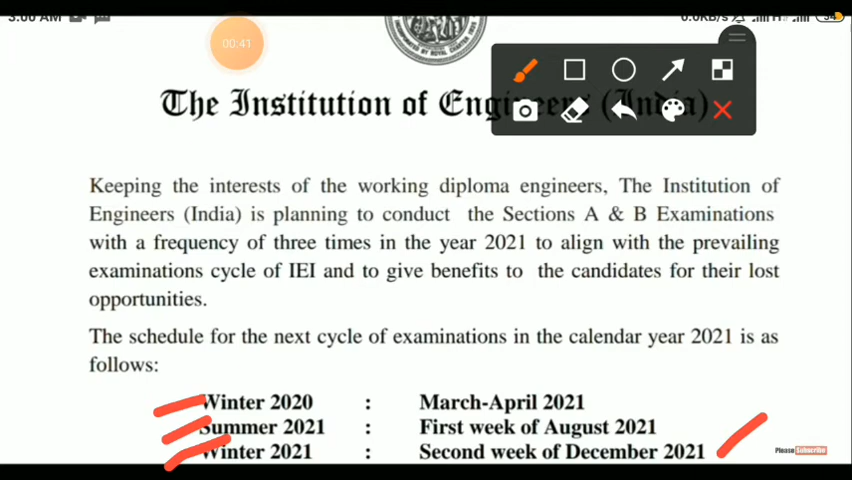 3:00 AM 0.0KB/s 54
00:41
The Institution of Engineers (India)
Keeping the interests of the working diploma engineers, The Institution of
Engineers (India) is planning to conduct the Sections A & B Examinations
with a frequency of three times in the year 2021 to align with the prevailing
examinations cycle of IEI and to give benefits to the candidates for their lost
opportunities.
The schedule for the next cycle of examinations in the calendar year 2021 is as
follows:
Winter 2020 : March-April 2021
Summer 2021 : First week of August 2021
Winter 2021 : Second week of December 2021
Please Subscribe